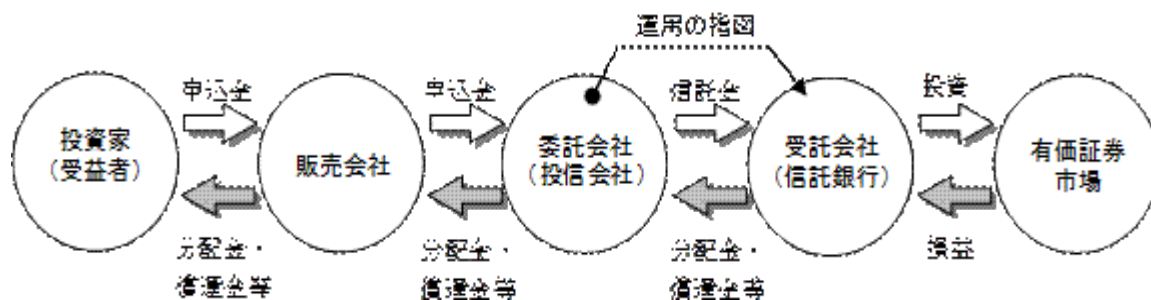 運用の指図
申込金
申込金
信託金
投資
投資家
(受益者)
販売会社
委託会社
(投信会社)
受託会社
(信託銀行)
有価証券
市場
分配金・
償還金等
分配金・
償還金等
分配金・
償還金等
損益